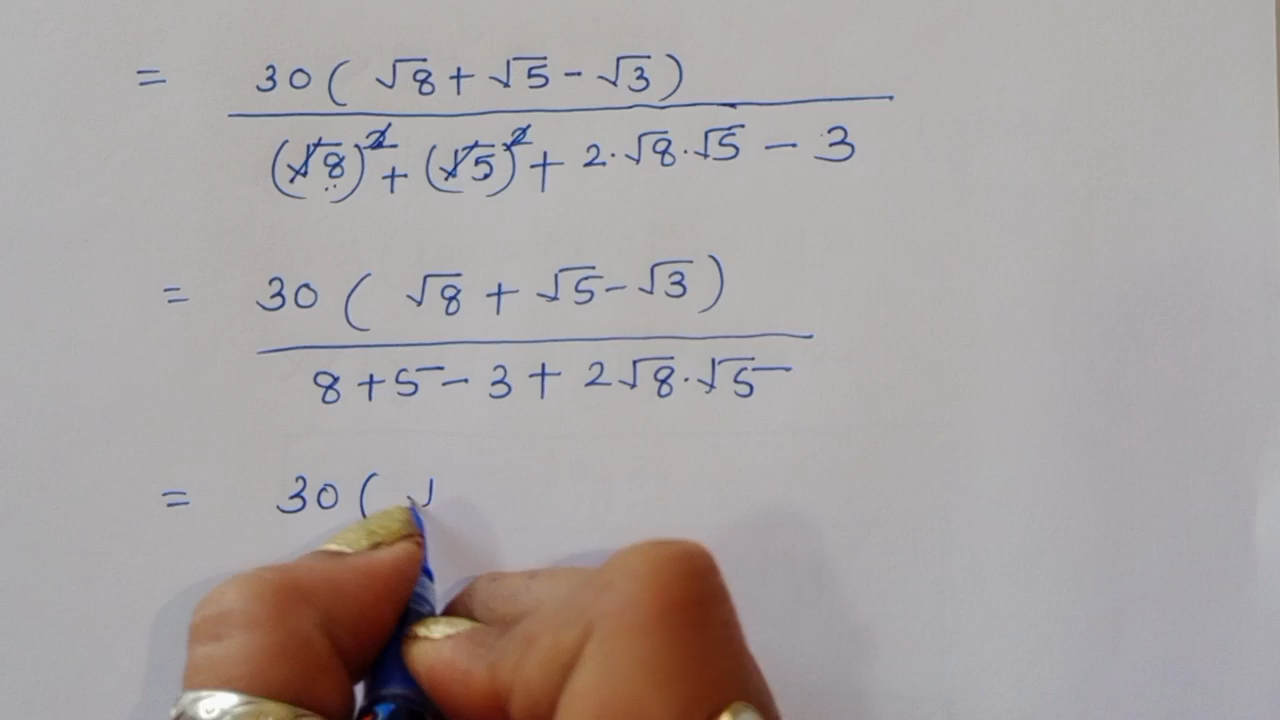 = 30 ( √8 + √5 - √3 )
(√8)² + (√5)² + 2·√8·√5 - 3
= 30 ( √8 + √5 - √3 )
8 + 5 - 3 + 2√8·√5
= 30 ( √